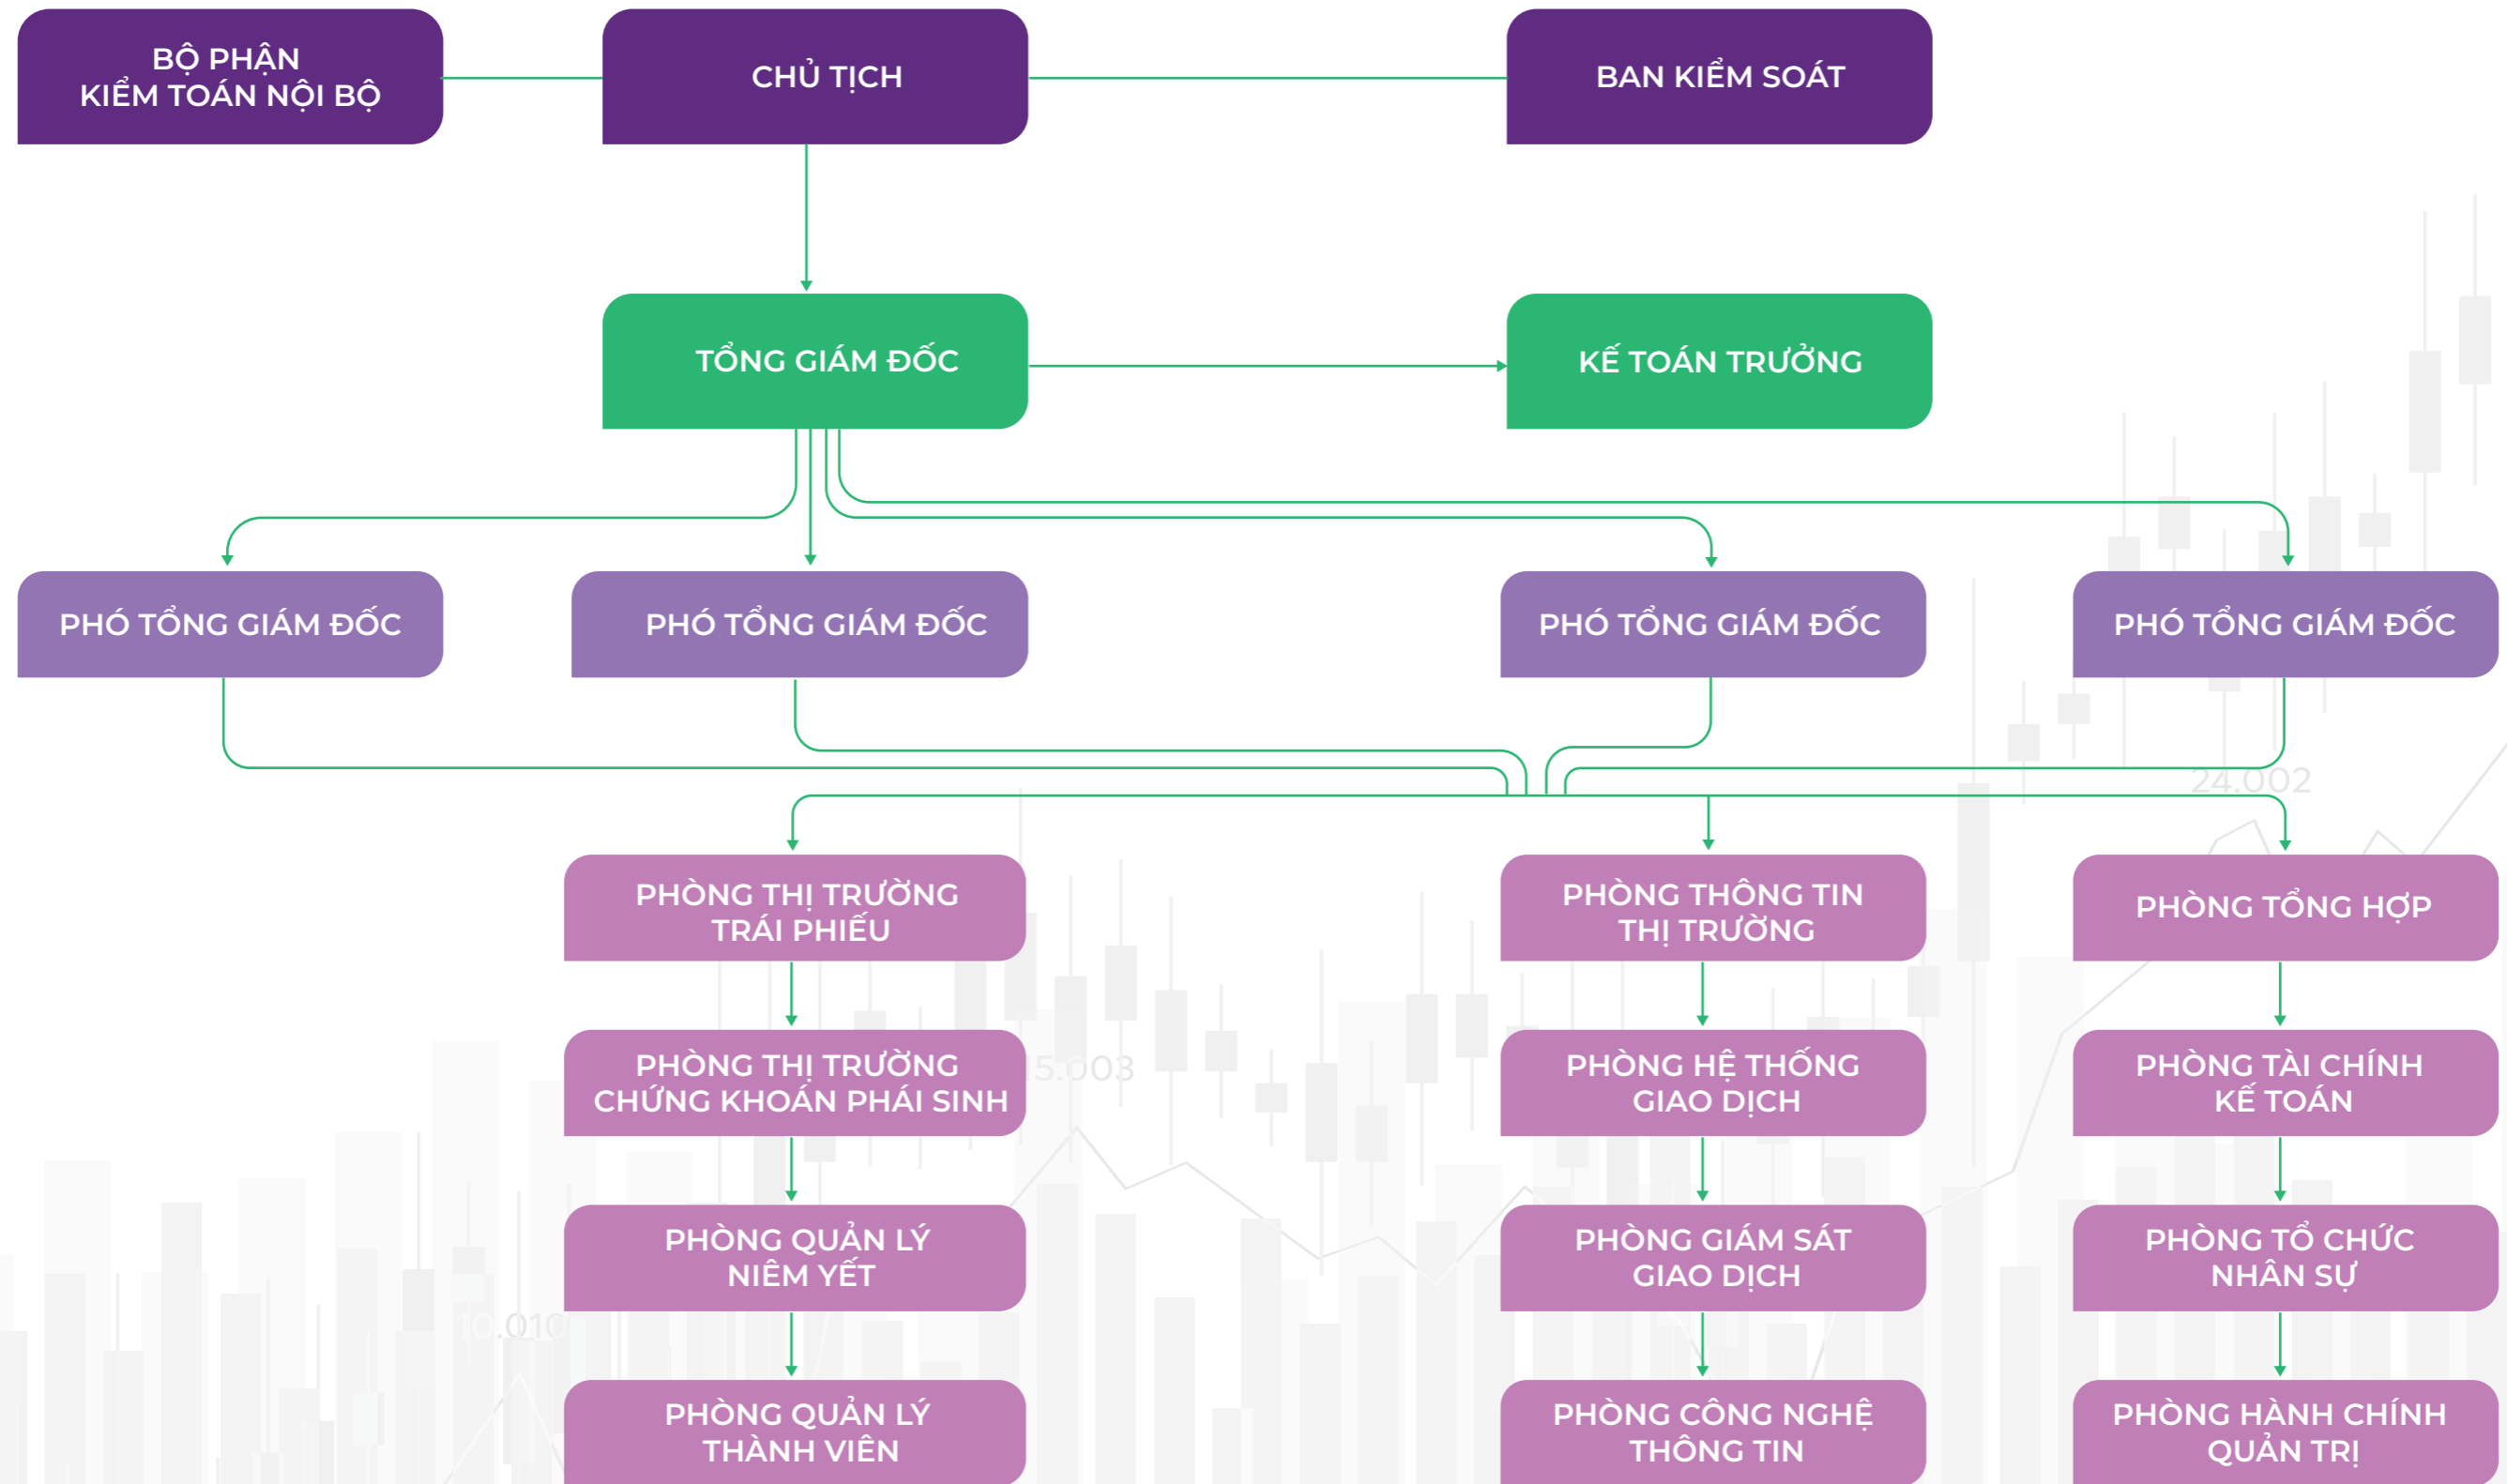 BỘ PHẬN
KIỂM TOÁN NỘI BỘ
CHỦ TỊCH
BAN KIỂM SOÁT
TỔNG GIÁM ĐỐC
KẾ TOÁN TRƯỞNG
PHÓ TỔNG GIÁM ĐỐC
PHÓ TỔNG GIÁM ĐỐC
PHÓ TỔNG GIÁM ĐỐC
PHÓ TỔNG GIÁM ĐỐC
24.002
PHÒNG THỊ TRƯỜNG
TRÁI PHIẾU
PHÒNG THÔNG TIN
THỊ TRƯỜNG
PHÒNG TỔNG HỢP
PHÒNG THỊ TRƯỜNG
CHỨNG KHOÁN PHÁI SINH
15.003
PHÒNG HỆ THỐNG
GIAO DỊCH
PHÒNG TÀI CHÍNH
KẾ TOÁN
PHÒNG QUẢN LÝ
NIÊM YẾT
PHÒNG GIÁM SÁT
GIAO DỊCH
PHÒNG TỔ CHỨC
NHÂN SỰ
10.010
PHÒNG QUẢN LÝ
THÀNH VIÊN
PHÒNG CÔNG NGHỆ
THÔNG TIN
PHÒNG HÀNH CHÍNH
QUẢN TRỊ